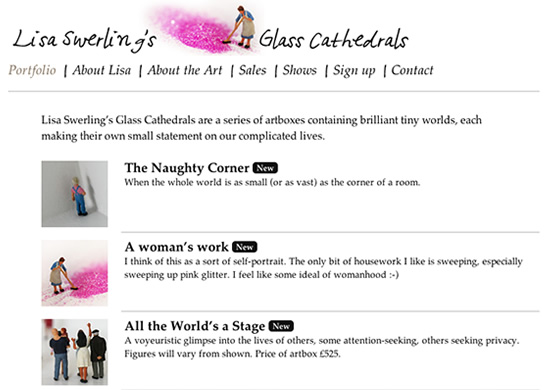 Lisa Swerling's Glass Cathedrals
Portfolio | About Lisa | About the Art | Sales | Shows | Sign up | Contact
Lisa Swerling's Glass Cathedrals are a series of artboxes containing brilliant tiny worlds, each
making their own small statement on our complicated lives.
The Naughty Corner New
When the whole world is as small (or as vast) as the corner of a room.
A woman's work New
I think of this as a sort of self-portrait. The only bit of housework I like is sweeping, especially
sweeping up pink glitter. I feel like some ideal of womanhood :-)
All the World's a Stage New
A voyeuristic glimpse into the lives of others, some attention-seeking, others seeking privacy.
Figures will vary from shown. Price of artbox £525.